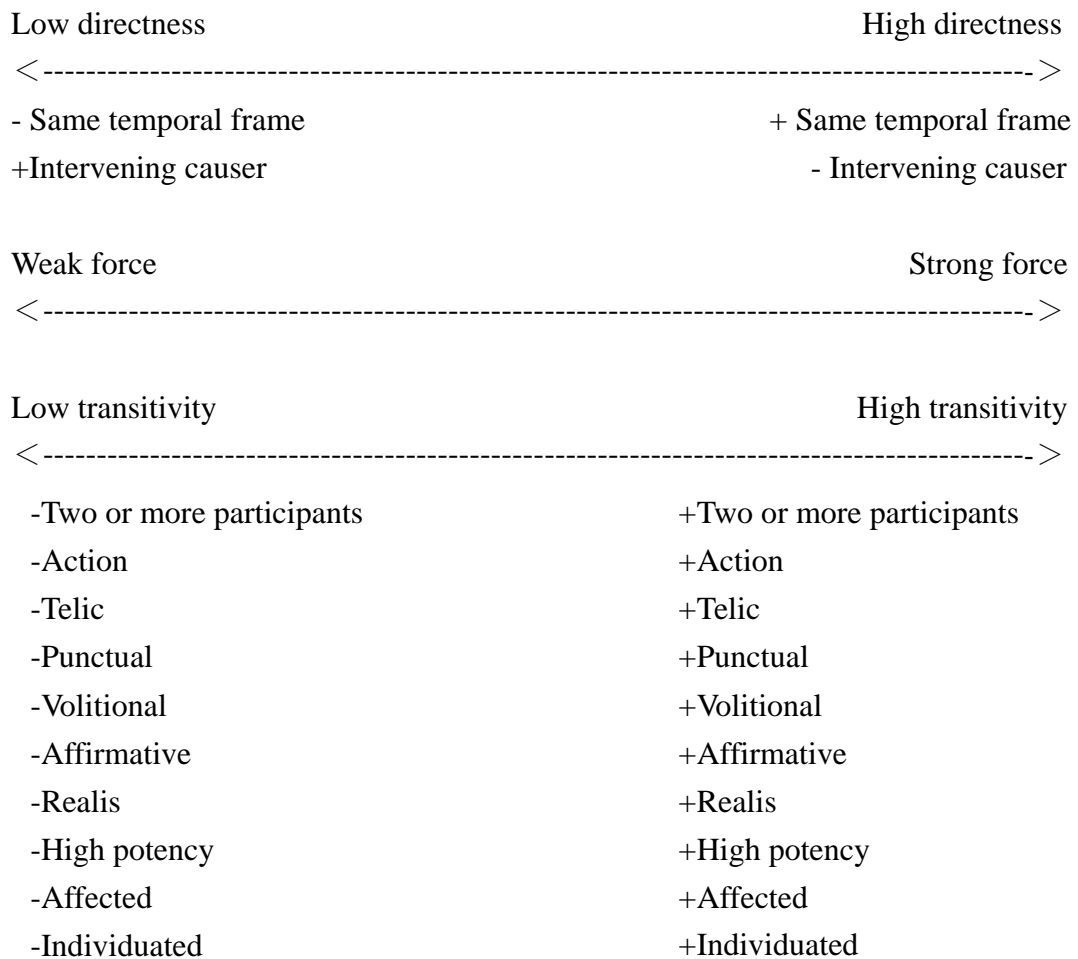 Low directness High directness
<-------------------------------------------------------------------------------------------->
- Same temporal frame + Same temporal frame
+Intervening causer - Intervening causer
Weak force Strong force
<-------------------------------------------------------------------------------------------->
Low transitivity High transitivity
<-------------------------------------------------------------------------------------------->
-Two or more participants +Two or more participants
-Action +Action
-Telic +Telic
-Punctual +Punctual
-Volitional +Volitional
-Affirmative +Affirmative
-Realis +Realis
-High potency +High potency
-Affected +Affected
-Individuated +Individuated